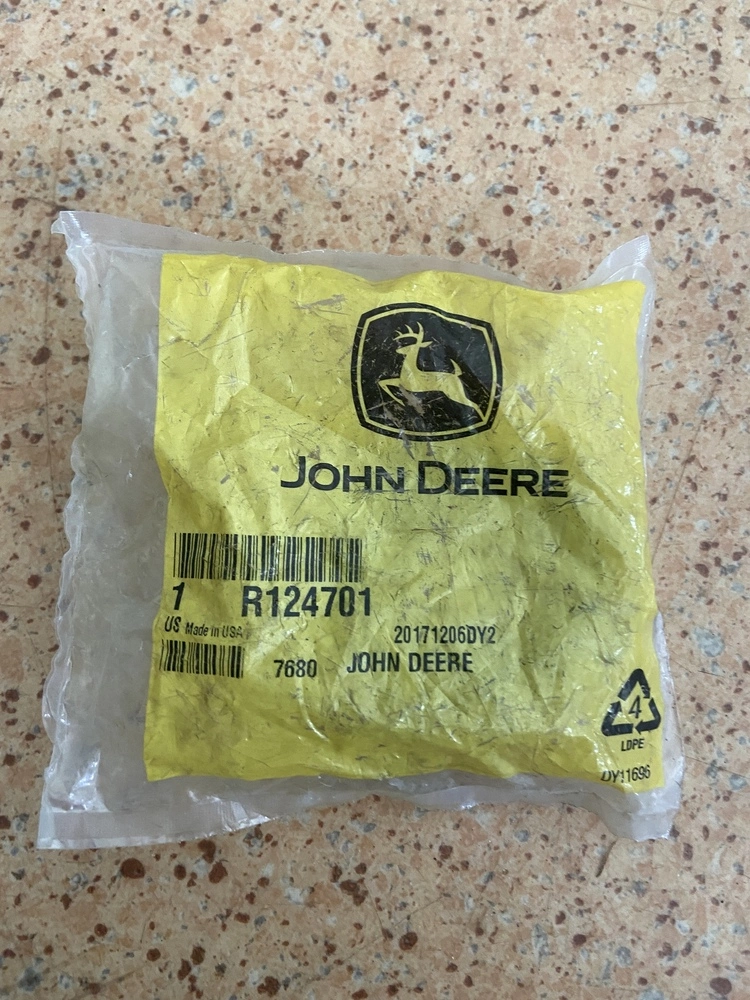 JOHN DEERE
1 R124701
US Made in USA
20171206DY2
7680 JOHN DEERE
4
LDPE
DY11696